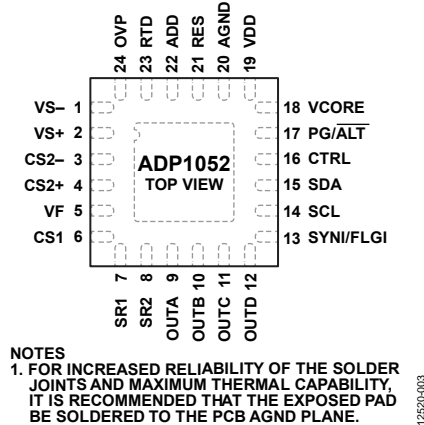 24 OVP
23 RTD
22 ADD
21 RES
20 AGND
19 VDD
VS– 1
VS+ 2
CS2– 3
CS2+ 4
VF 5
CS1 6
ADP1052
TOP VIEW
18 VCORE
17 PG/ALT
16 CTRL
15 SDA
14 SCL
13 SYNI/FLGI
SR1 7
SR2 8
OUTA 9
OUTB 10
OUTC 11
OUTD 12
NOTES
1. FOR INCREASED RELIABILITY OF THE SOLDER
JOINTS AND MAXIMUM THERMAL CAPABILITY,
IT IS RECOMMENDED THAT THE EXPOSED PAD
BE SOLDERED TO THE PCB AGND PLANE.
12520-003